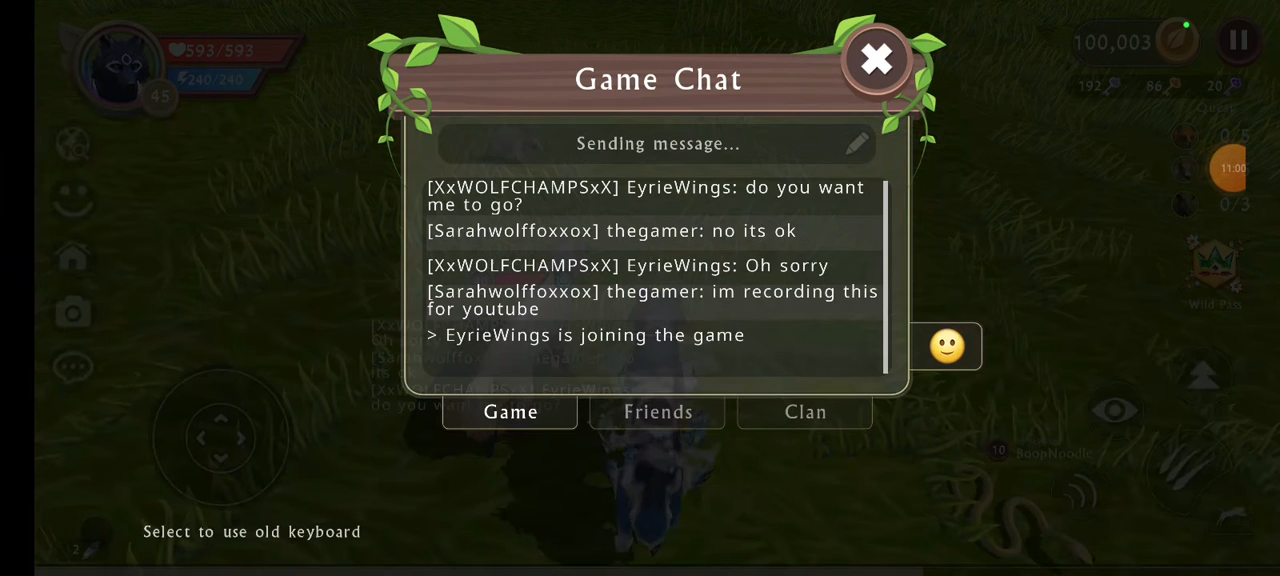 593/593
240/240
45
100,003
192 86 20
Quest
0/5
11:00
0/3
Wild Pass
Game Chat
Sending message...
[XxWOLFCHAMPSxX] EyrieWings: do you want
me to go?
[Sarahwolffoxxox] thegamer: no its ok
[XxWOLFCHAMPSxX] EyrieWings: Oh sorry
[Sarahwolffoxxox] thegamer: im recording this
for youtube
> EyrieWings is joining the game
Game Friends Clan
10 BoopNoodle
Select to use old keyboard
2